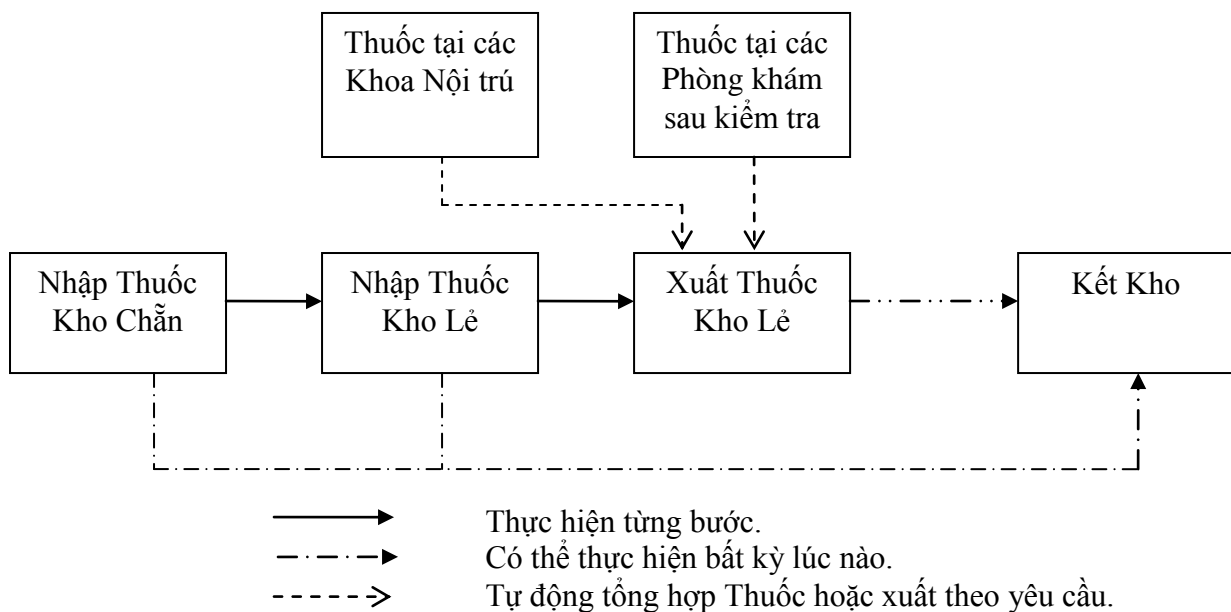 Thuốc tại các
Khoa Nội trú
Thuốc tại các
Phòng khám
sau kiểm tra
Nhập Thuốc
Kho Chẵn
Nhập Thuốc
Kho Lẻ
Xuất Thuốc
Kho Lẻ
Kết Kho
Thực hiện từng bước.
Có thể thực hiện bất kỳ lúc nào.
Tự động tổng hợp Thuốc hoặc xuất theo yêu cầu.